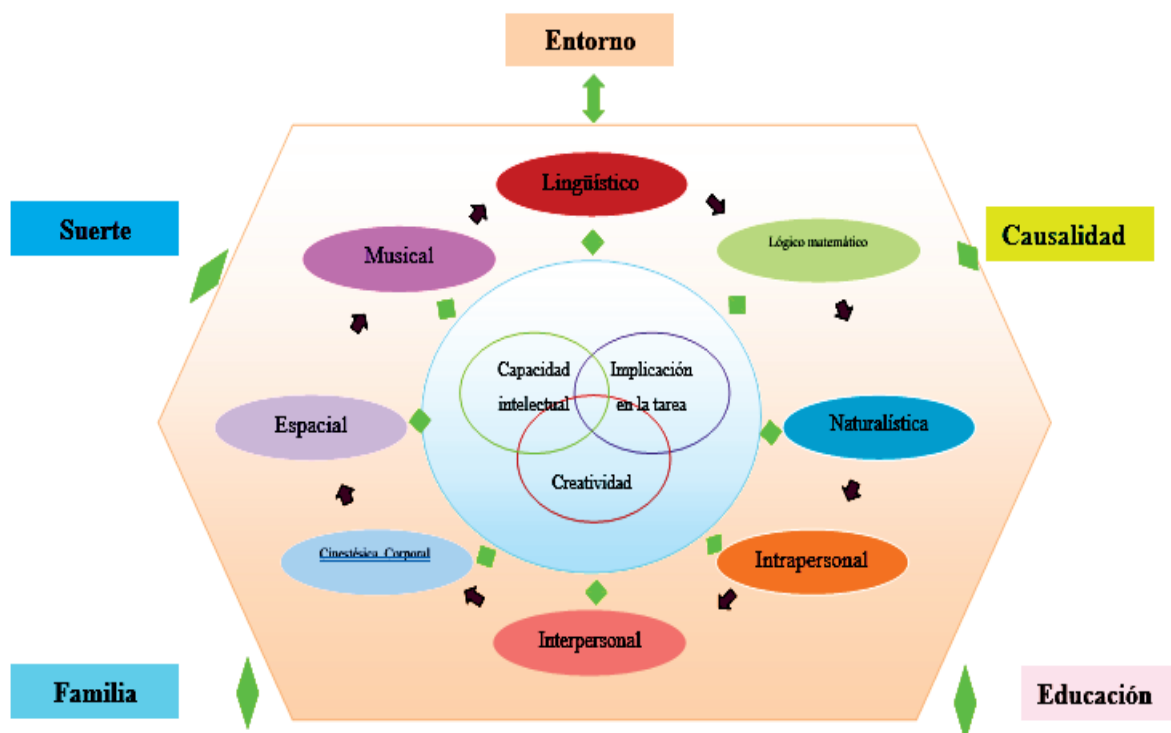 Entorno
Lingüístico
Suerte
Musical
Lógico matemático
Causalidad
Capacidad
intelectual
Implicación
en la tarea
Espacial
Naturalística
Creatividad
Cinestésica Corporal
Intrapersonal
Interpersonal
Familia
Educación